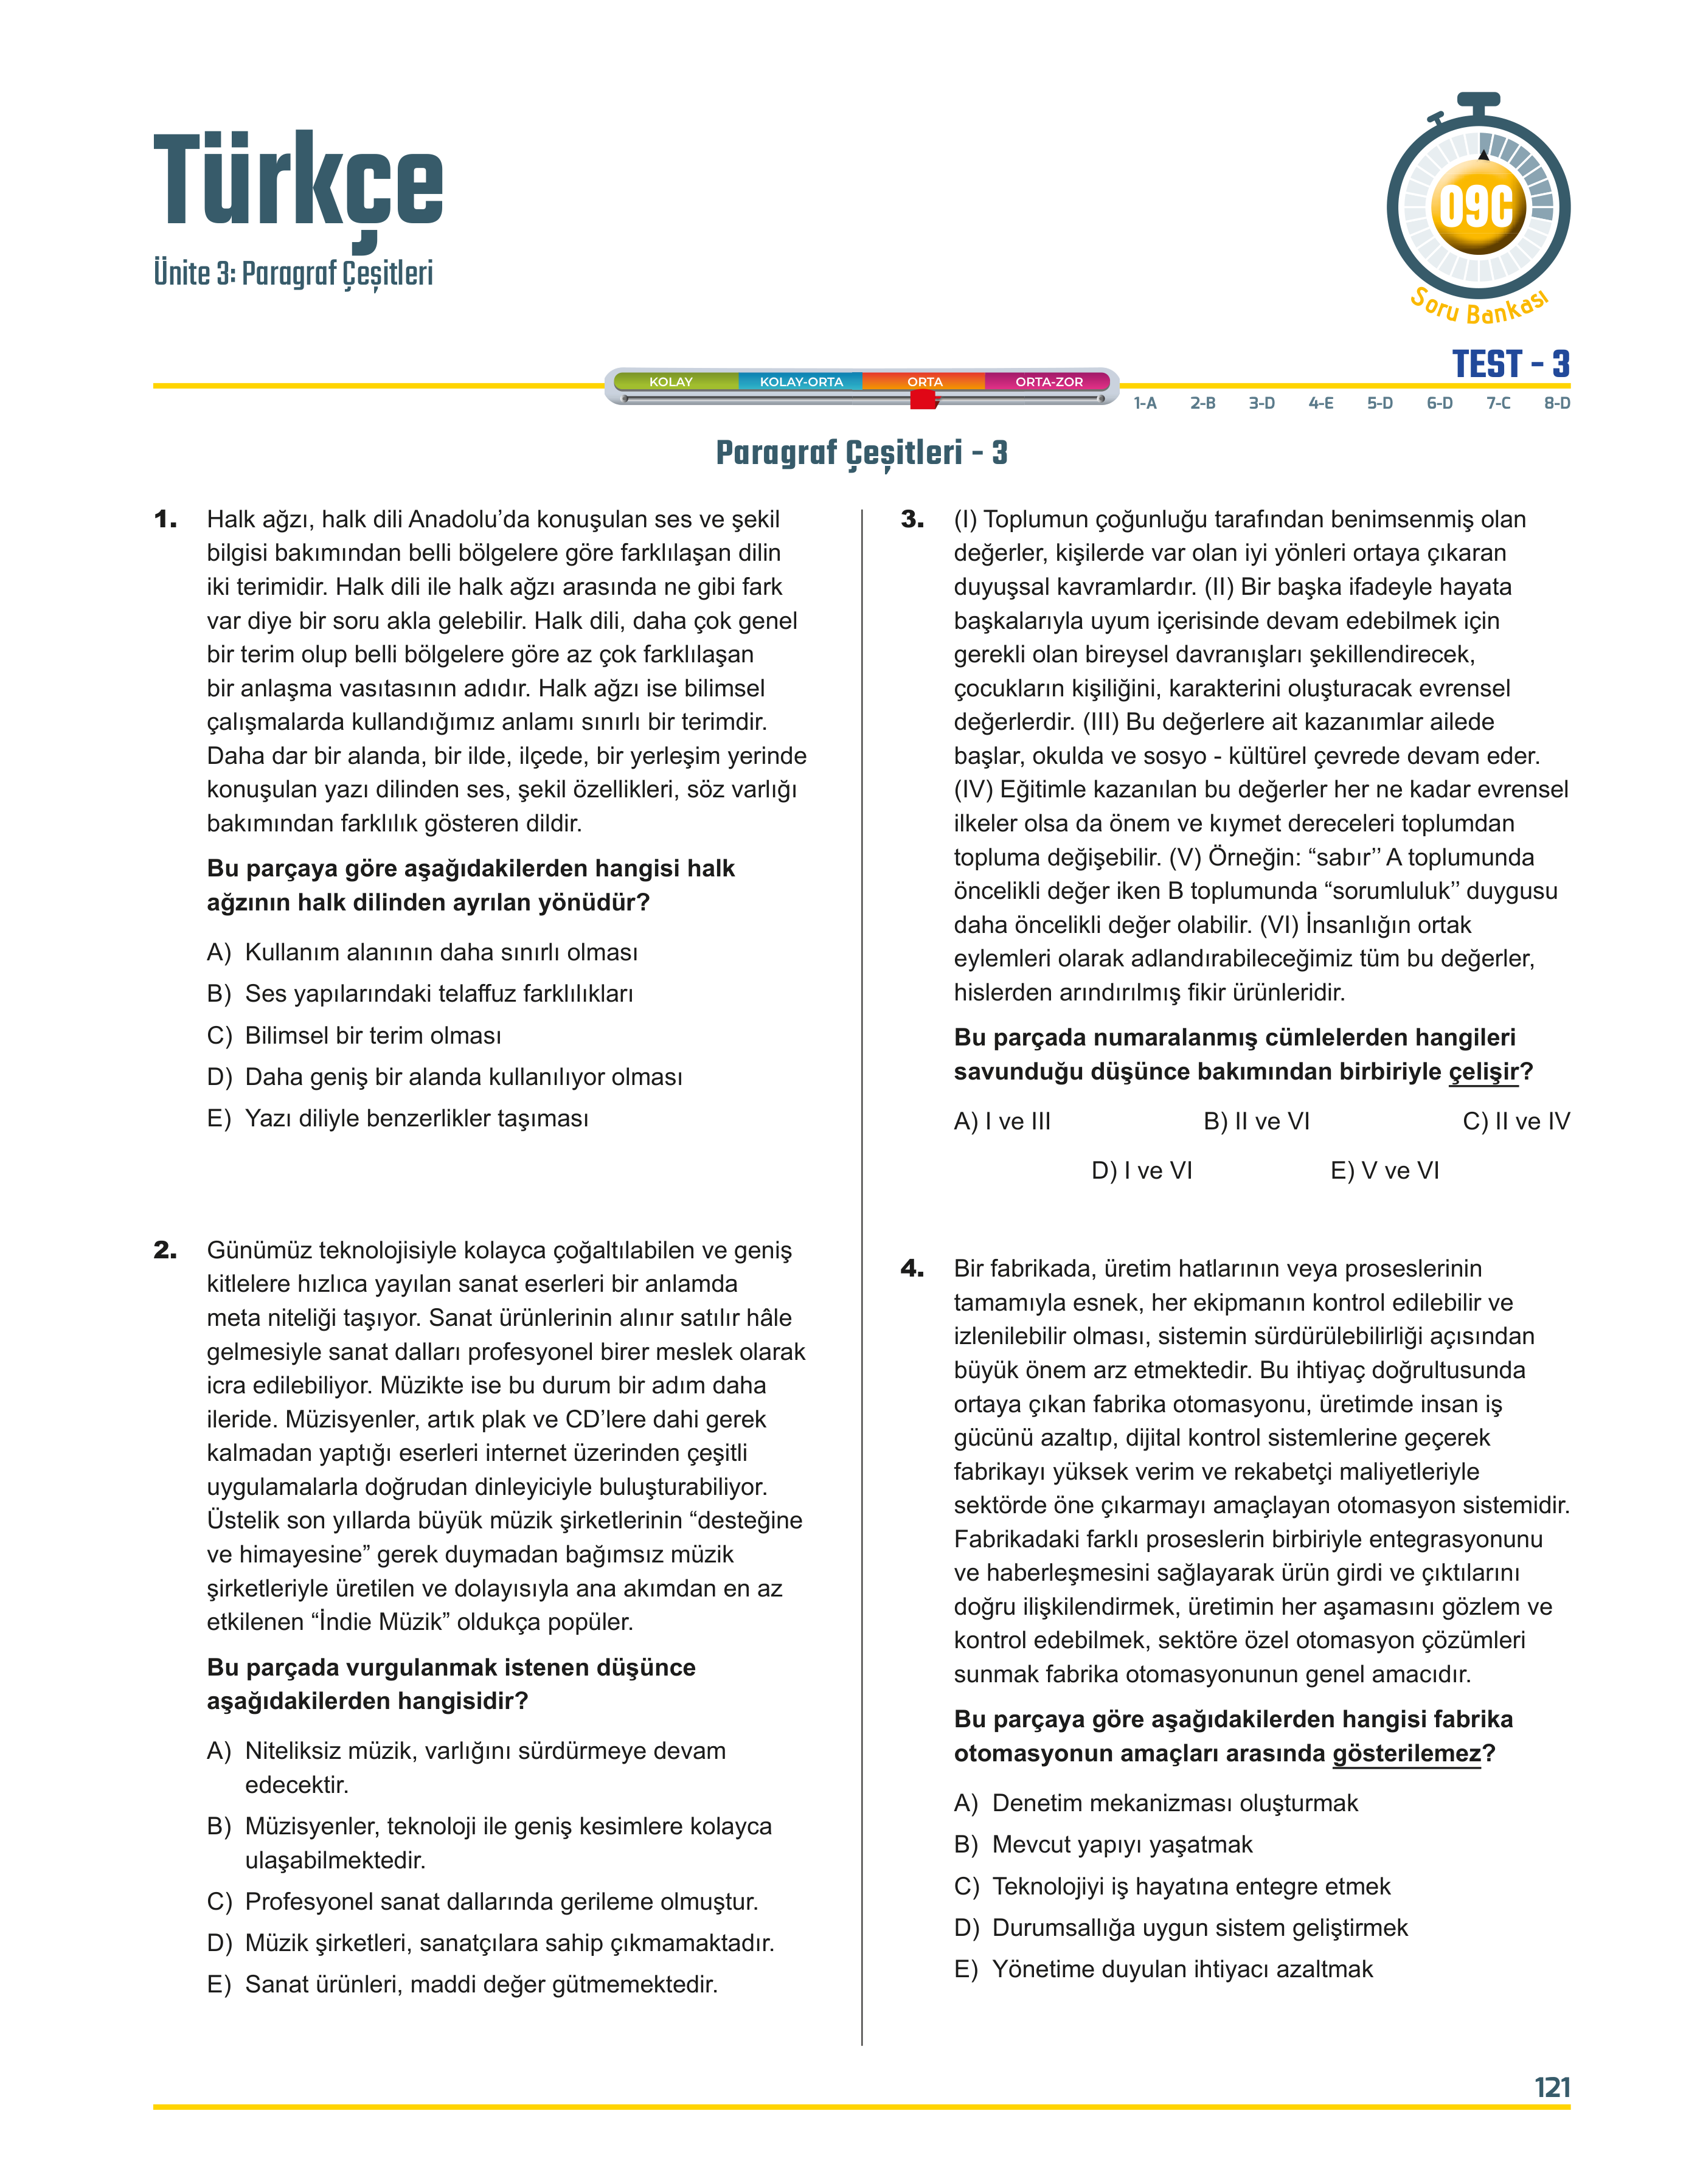 Türkçe
Ünite 3: Paragraf Çeşitleri
09C
Soru Bankası
TEST - 3
KOLAY KOLAY-ORTA ORTA ORTA-ZOR
1-A 2-B 3-D 4-E 5-D 6-D 7-C 8-D
Paragraf Çeşitleri - 3
1. Halk ağzı, halk dili Anadolu’da konuşulan ses ve şekil
bilgisi bakımından belli bölgelere göre farklılaşan dilin
iki terimidir. Halk dili ile halk ağzı arasında ne gibi fark
var diye bir soru akla gelebilir. Halk dili, daha çok genel
bir terim olup belli bölgelere göre az çok farklılaşan
bir anlaşma vasıtasının adıdır. Halk ağzı ise bilimsel
çalışmalarda kullandığımız anlamı sınırlı bir terimdir.
Daha dar bir alanda, bir ilde, ilçede, bir yerleşim yerinde
konuşulan yazı dilinden ses, şekil özellikleri, söz varlığı
bakımından farklılık gösteren dildir.
Bu parçaya göre aşağıdakilerden hangisi halk
ağzının halk dilinden ayrılan yönüdür?
A) Kullanım alanının daha sınırlı olması
B) Ses yapılarındaki telaffuz farklılıkları
C) Bilimsel bir terim olması
D) Daha geniş bir alanda kullanılıyor olması
E) Yazı diliyle benzerlikler taşıması
2. Günümüz teknolojisiyle kolayca çoğaltılabilen ve geniş
kitlelere hızlıca yayılan sanat eserleri bir anlamda
meta niteliği taşıyor. Sanat ürünlerinin alınır satılır hâle
gelmesiyle sanat dalları profesyonel birer meslek olarak
icra edilebiliyor. Müzikte ise bu durum bir adım daha
ileride. Müzisyenler, artık plak ve CD’lere dahi gerek
kalmadan yaptığı eserleri internet üzerinden çeşitli
uygulamalarla doğrudan dinleyiciyle buluşturabiliyor.
Üstelik son yıllarda büyük müzik şirketlerinin “desteğine
ve himayesine” gerek duymadan bağımsız müzik
şirketleriyle üretilen ve dolayısıyla ana akımdan en az
etkilenen “İndie Müzik” oldukça popüler.
Bu parçada vurgulanmak istenen düşünce
aşağıdakilerden hangisidir?
A) Niteliksiz müzik, varlığını sürdürmeye devam
edecektir.
B) Müzisyenler, teknoloji ile geniş kesimlere kolayca
ulaşabilmektedir.
C) Profesyonel sanat dallarında gerileme olmuştur.
D) Müzik şirketleri, sanatçılara sahip çıkmamaktadır.
E) Sanat ürünleri, maddi değer gütmemektedir.
3. (I) Toplumun çoğunluğu tarafından benimsenmiş olan
değerler, kişilerde var olan iyi yönleri ortaya çıkaran
duyuşsal kavramlardır. (II) Bir başka ifadeyle hayata
başkalarıyla uyum içerisinde devam edebilmek için
gerekli olan bireysel davranışları şekillendirecek,
çocukların kişiliğini, karakterini oluşturacak evrensel
değerlerdir. (III) Bu değerlere ait kazanımlar ailede
başlar, okulda ve sosyo - kültürel çevrede devam eder.
(IV) Eğitimle kazanılan bu değerler her ne kadar evrensel
ilkeler olsa da önem ve kıymet dereceleri toplumdan
topluma değişebilir. (V) Örneğin: “sabır’’ A toplumunda
öncelikli değer iken B toplumunda “sorumluluk’’ duygusu
daha öncelikli değer olabilir. (VI) İnsanlığın ortak
eylemleri olarak adlandırabileceğimiz tüm bu değerler,
hislerden arındırılmış fikir ürünleridir.
Bu parçada numaralanmış cümlelerden hangileri
savunduğu düşünce bakımından birbiriyle çelişir?
A) I ve III B) II ve VI C) II ve IV
D) I ve VI E) V ve VI
4. Bir fabrikada, üretim hatlarının veya proseslerinin
tamamıyla esnek, her ekipmanın kontrol edilebilir ve
izlenilebilir olması, sistemin sürdürülebilirliği açısından
büyük önem arz etmektedir. Bu ihtiyaç doğrultusunda
ortaya çıkan fabrika otomasyonu, üretimde insan iş
gücünü azaltıp, dijital kontrol sistemlerine geçerek
fabrikayı yüksek verim ve rekabetçi maliyetleriyle
sektörde öne çıkarmayı amaçlayan otomasyon sistemidir.
Fabrikadaki farklı proseslerin birbiriyle entegrasyonunu
ve haberleşmesini sağlayarak ürün girdi ve çıktılarını
doğru ilişkilendirmek, üretimin her aşamasını gözlem ve
kontrol edebilmek, sektöre özel otomasyon çözümleri
sunmak fabrika otomasyonunun genel amacıdır.
Bu parçaya göre aşağıdakilerden hangisi fabrika
otomasyonun amaçları arasında gösterilemez?
A) Denetim mekanizması oluşturmak
B) Mevcut yapıyı yaşatmak
C) Teknolojiyi iş hayatına entegre etmek
D) Durumsallığa uygun sistem geliştirmek
E) Yönetime duyulan ihtiyacı azaltmak
121